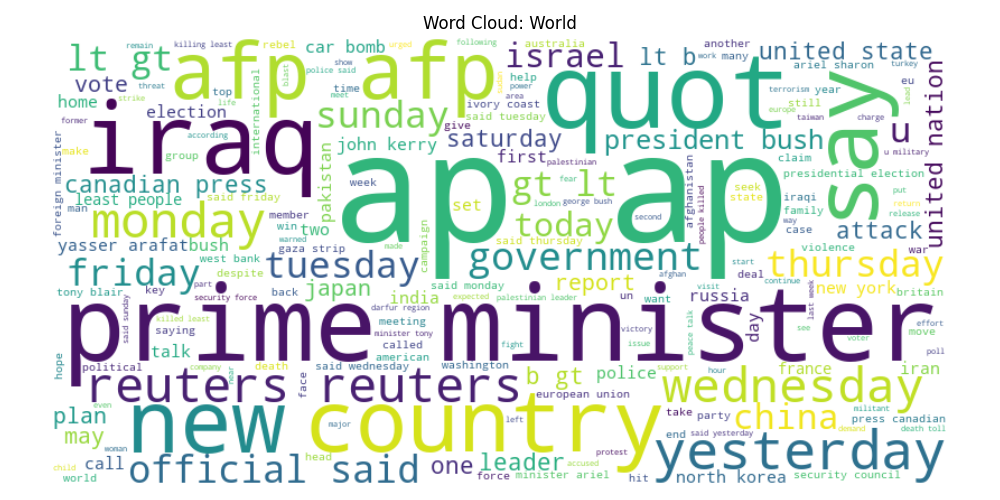 Word Cloud: World
lt gt
afp afp
killing least
rebel
car bomb
following
australia
israel
lt b
another
work many
united state
remain
threat
vote
top
blast
show
police said
urged
help
power
area
ariel sharon
turkey
time
meet
quot
say
terrorism year
eu
lead
home
election
international
sunday
ivory coast
said tuesday
still
europe
strike
life
former
iraq
according
group
john kerry
give
saturday
president bush
taiwan
charge
u
u military
united nation
make
pakistan
first
palestinian
claim
presidential election
foreign minister
canadian press
week
ap ap
gt lt
fear
afghanistan
people killed
seek
state
iraqi
family
put
return
release
least people
said friday
set
london
george bush
man
monday
member
win
two
today
second
way
case
attack
yasser arafat
bush
warned
gaza strip
made
campaign
said thursday
government
violence
war
west bank
tuesday
friday
despite
afghan
start
thursday
continue
part
said monday
report
visit
deal
new york
britain
tony blair
key
back
japan
india
expected
palestinian leader
un
want
russia
last week
security force
said sunday
killed least
darfur region
prime minister
day
see
effort
move
saying
meeting
minister tony
victory
issue
peace talk
voter
hope
talk
called
fight
american
poll
political
company
near
death
said wednesday
washington
support
hour
france
iran
reuters reuters
face
b gt
police
wednesday
even
european union
militant
plan
new
country
left
take
party
china
press canadian
may
major
end
said yesterday
demand
death toll
woman
protest
yesterday
call
head
official said
one
leader
accused
child
world
force
minister ariel
hit
north korea
security council